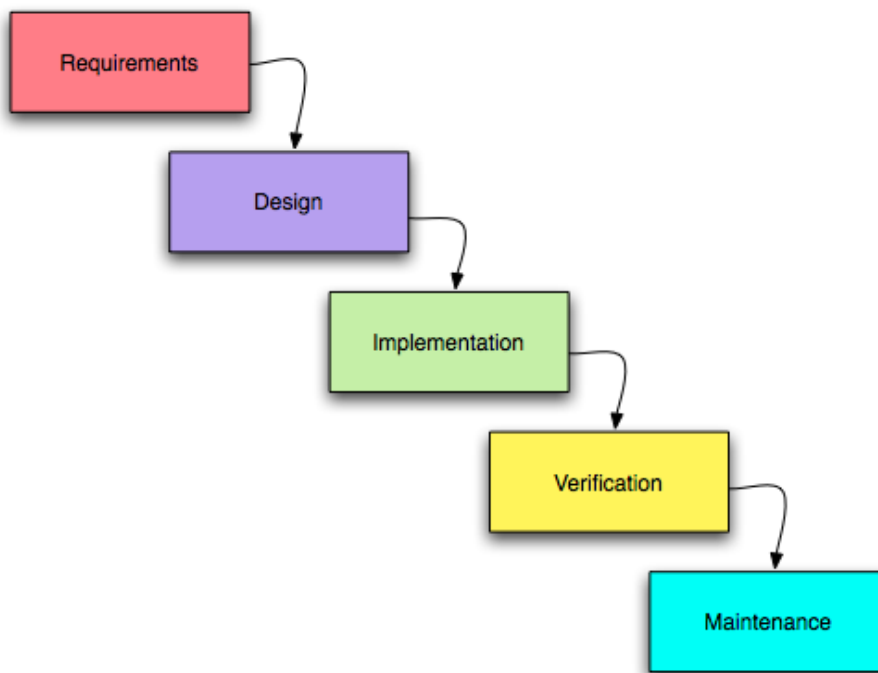 Requirements
Design
Implementation
Verification
Maintenance